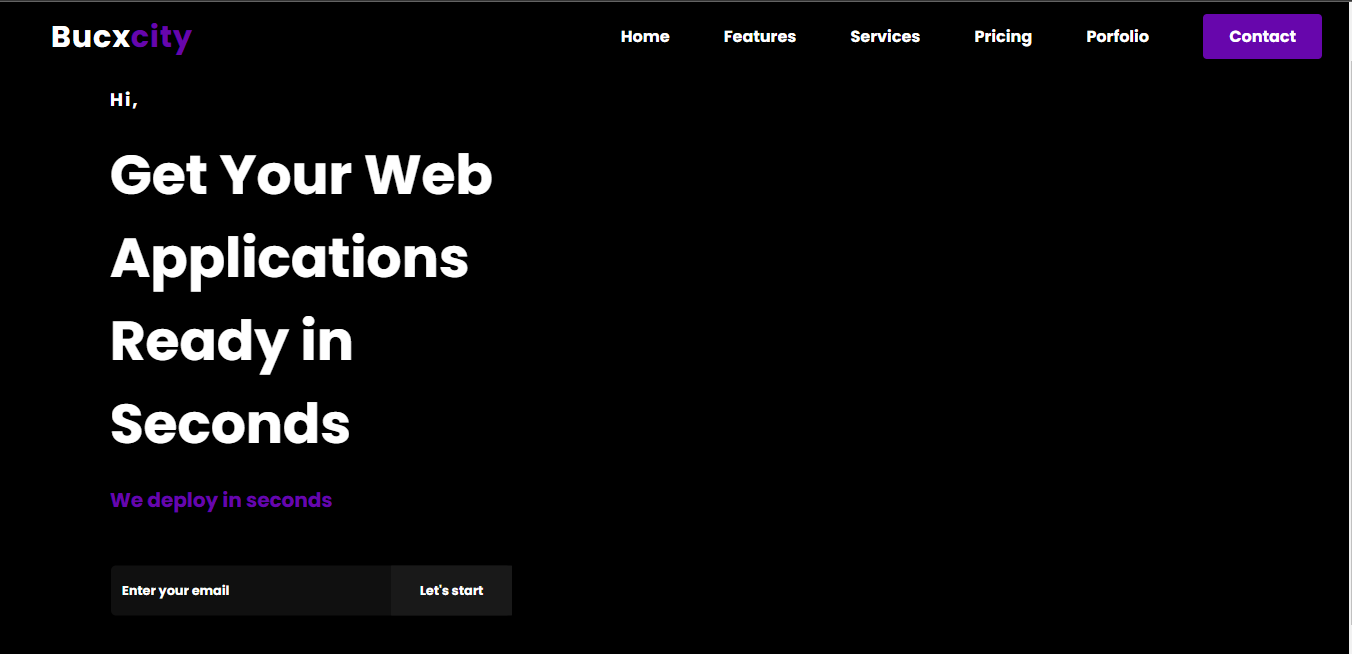 Bucxcity Home Features Services Pricing Porfolio Contact
Hi,
Get Your Web
Applications
Ready in
Seconds
We deploy in seconds
Enter your email Let's start